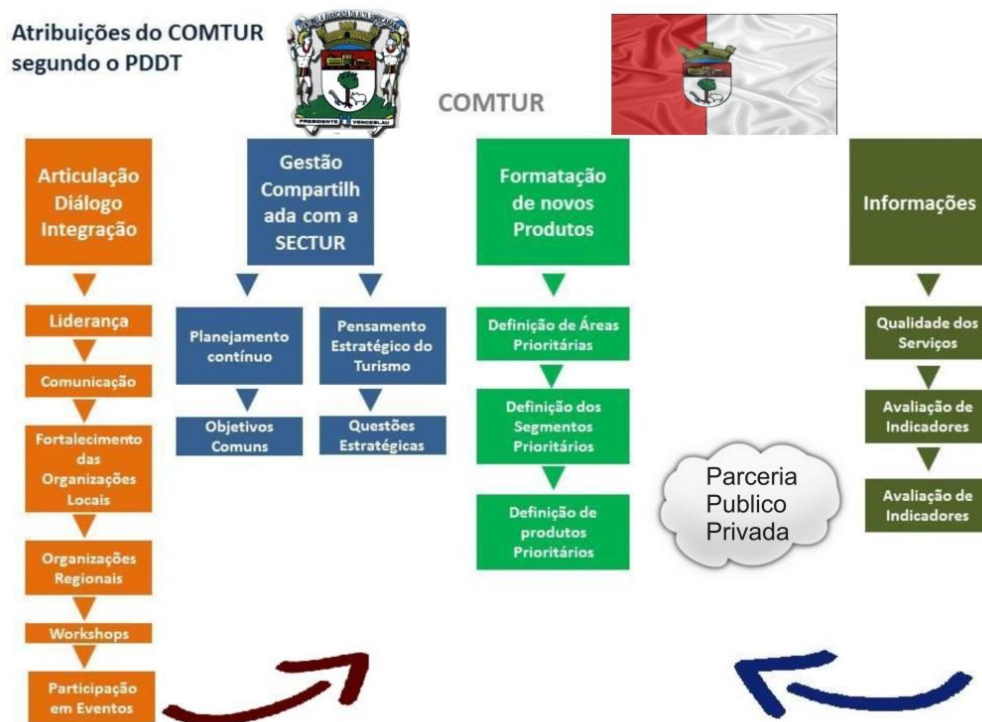 Atribuições do COMTUR
segundo o PDDT
COMTUR
PRESIDENTE VENCESLAU
Articulação
Diálogo
Integração
Liderança
Comunicação
Fortalecimento
das
Organizações
Locais
Organizações
Regionais
Workshops
Participação
em Eventos
Gestão
Compartilh
ada com a
SECTUR
Planejamento
contínuo
Objetivos
Comuns
Pensamento
Estratégico do
Turismo
Questões
Estratégicas
Formatação
de novos
Produtos
Definição de Áreas
Prioritárias
Definição dos
Segmentos
Prioritários
Definição de
produtos
Prioritários
Parceria
Publico
Privada
Informações
Qualidade dos
Serviços
Avaliação de
Indicadores
Avaliação de
Indicadores